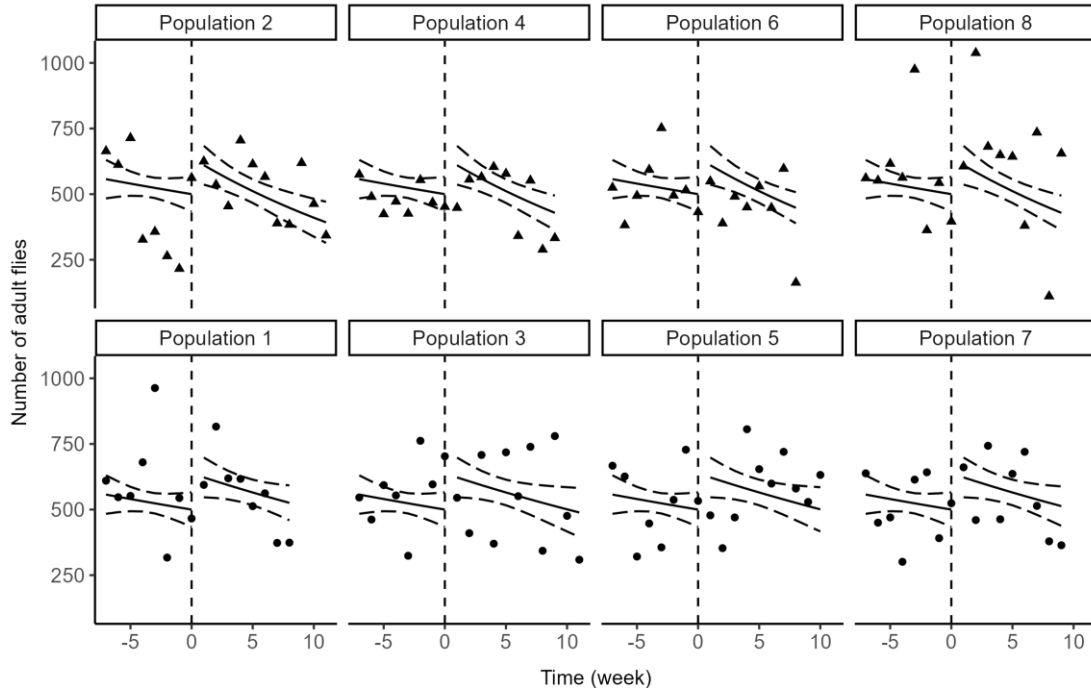 Population 2 Population 4 Population 6 Population 8
1000
750
500
250
Population 1 Population 3 Population 5 Population 7
1000
750
500
250
-5 0 5 10 -5 0 5 10 -5 0 5 10 -5 0 5 10
Time (week)
Number of adult flies